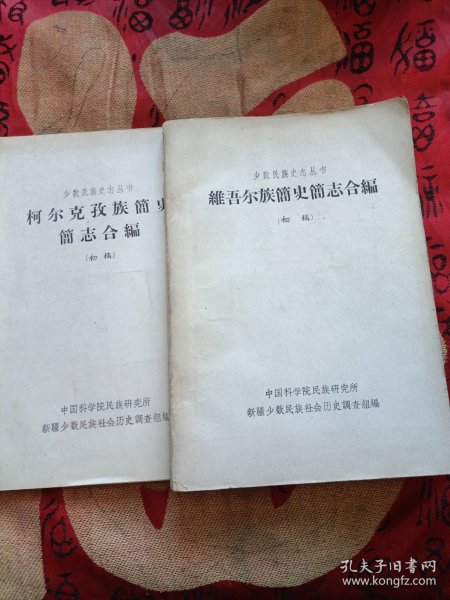 少数民族史志丛书
柯尔克孜族簡史
簡志合編
(初稿)
中国科学院民族研究所
新疆少数民族社会历史調查組編
少数民族史志丛书
維吾尔族簡史簡志合編
(初稿)
中国科学院民族研究所
新疆少数民族社会历史調查組編
孔夫子旧书网
www.kongfz.com